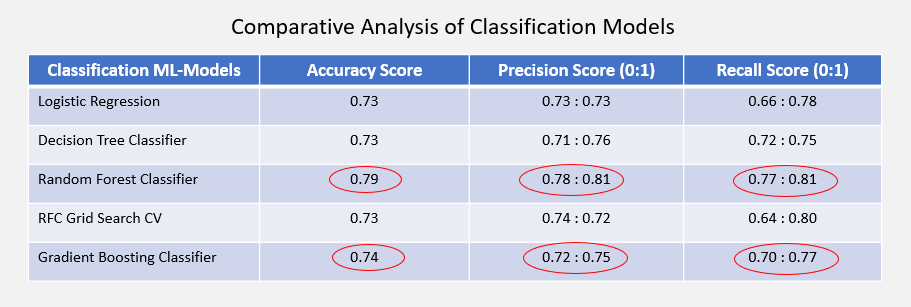 Comparative Analysis of Classification Models
Classification ML-Models Accuracy Score Precision Score (0:1) Recall Score (0:1)
Logistic Regression 0.73 0.73 : 0.73 0.66 : 0.78
Decision Tree Classifier 0.73 0.71 : 0.76 0.72 : 0.75
Random Forest Classifier 0.79 0.78 : 0.81 0.77 : 0.81
RFC Grid Search CV 0.73 0.74 : 0.72 0.64 : 0.80
Gradient Boosting Classifier 0.74 0.72 : 0.75 0.70 : 0.77